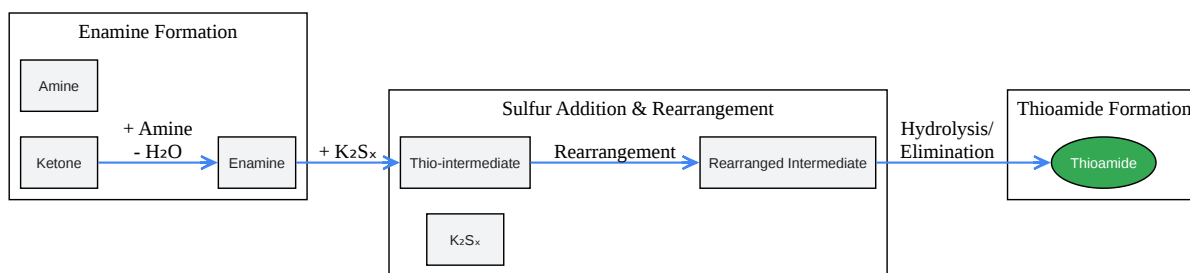 Enamine Formation
Amine
Ketone
+ Amine
- H₂O
Enamine
+ K₂Sₓ
Sulfur Addition & Rearrangement
Thio-intermediate
Rearrangement
Rearranged Intermediate
K₂Sₓ
Hydrolysis/
Elimination
Thioamide Formation
Thioamide